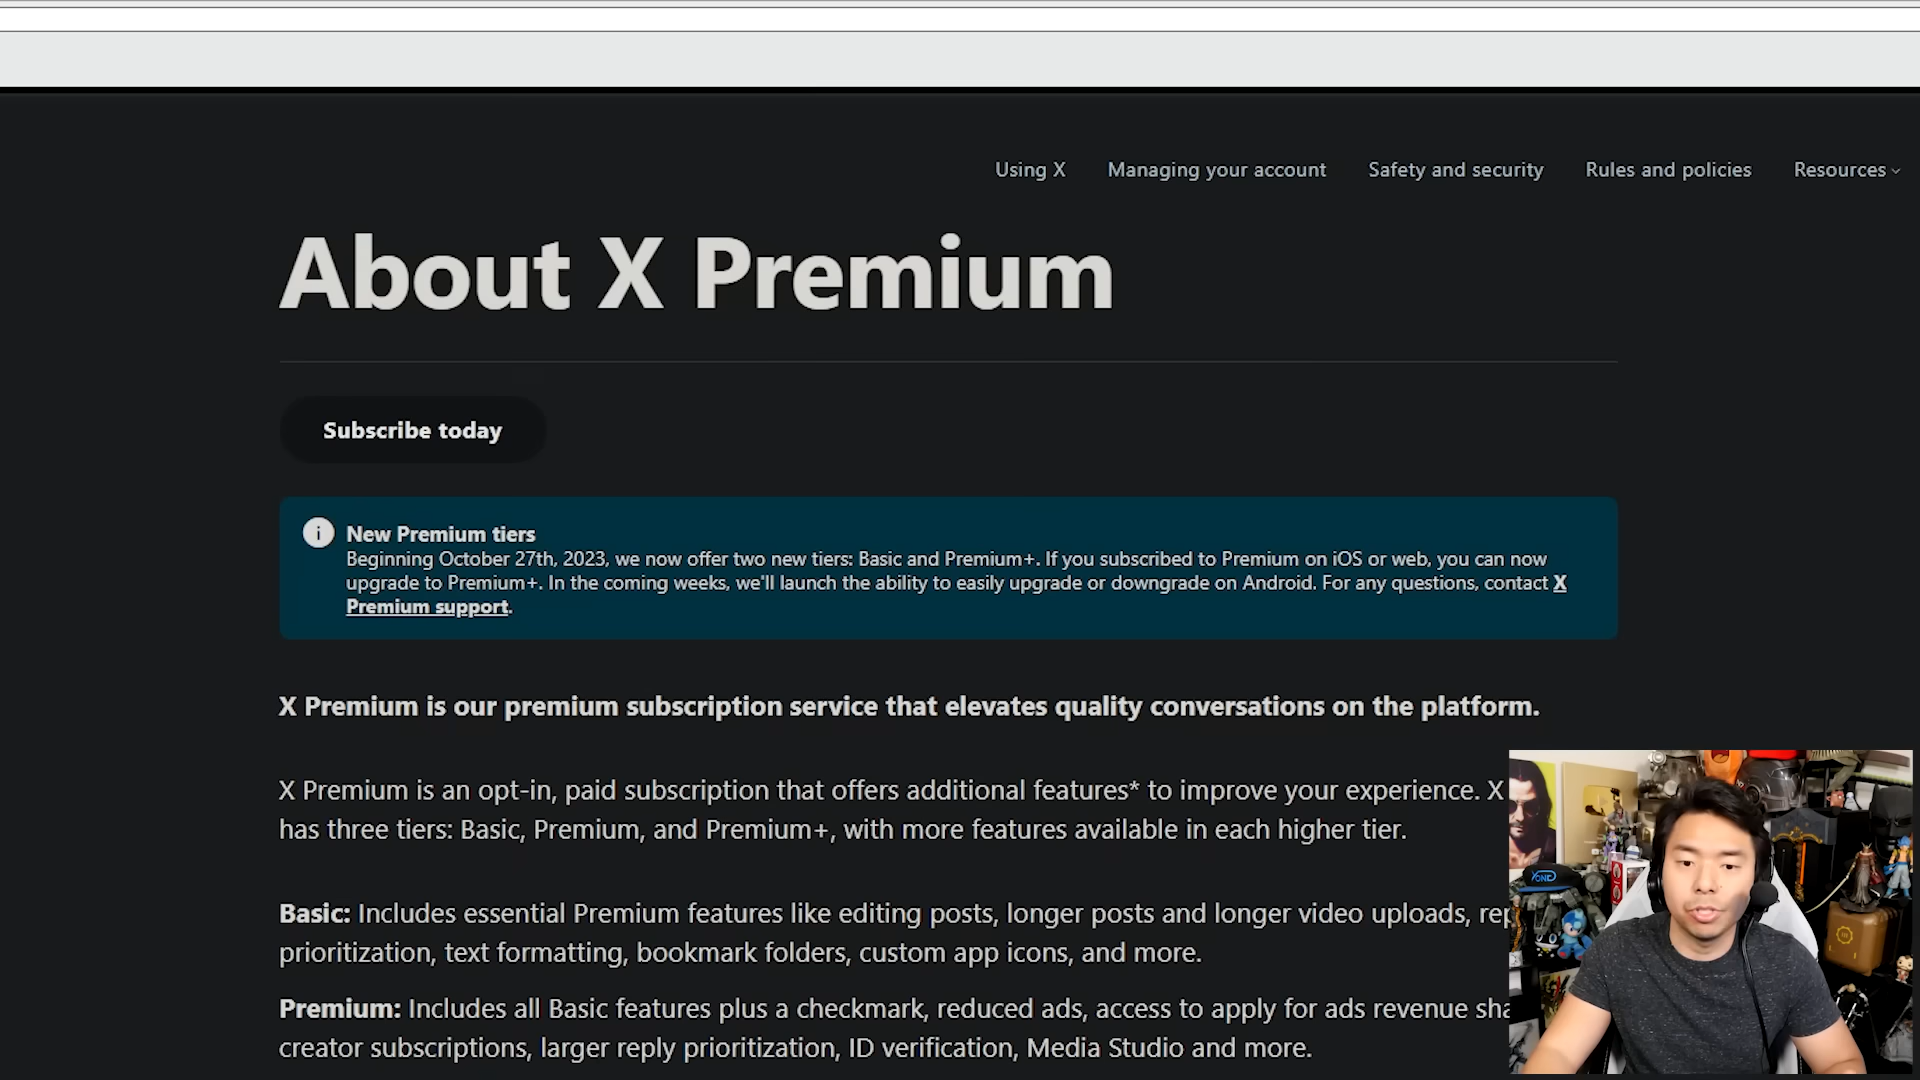 Using X Managing your account Safety and security Rules and policies Resources
About X Premium
Subscribe today
New Premium tiers
Beginning October 27th, 2023, we now offer two new tiers: Basic and Premium+. If you subscribed to Premium on iOS or web, you can now
upgrade to Premium+. In the coming weeks, we'll launch the ability to easily upgrade or downgrade on Android. For any questions, contact X
Premium support.
X Premium is our premium subscription service that elevates quality conversations on the platform.
X Premium is an opt-in, paid subscription that offers additional features* to improve your experience. X
has three tiers: Basic, Premium, and Premium+, with more features available in each higher tier.
Basic: Includes essential Premium features like editing posts, longer posts and longer video uploads,
prioritization, text formatting, bookmark folders, custom app icons, and more.
Premium: Includes all Basic features plus a checkmark, reduced ads, access to apply for ads revenue
creator subscriptions, larger reply prioritization, ID verification, Media Studio and more.